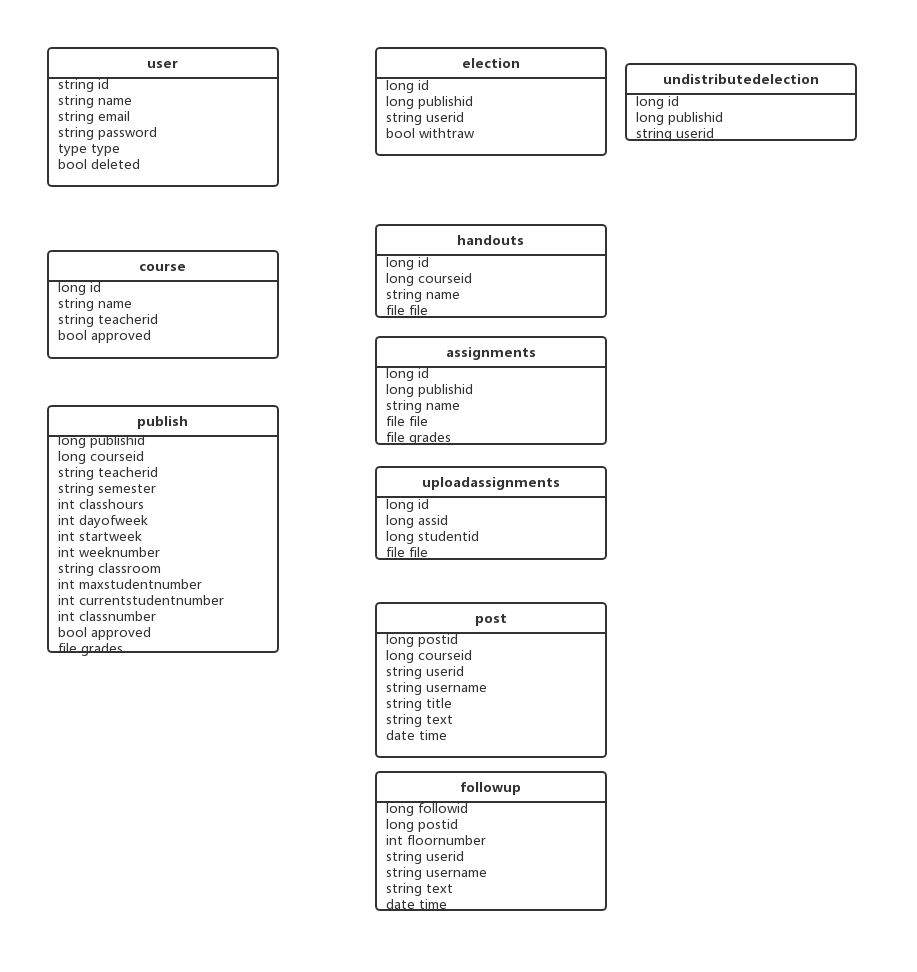 user
string id
string name
string email
string password
type type
bool deleted
course
long id
string name
string teacherid
bool approved
publish
long publishid
long courseid
string teacherid
string semester
int classhours
int dayofweek
int startweek
int weeknumber
string classroom
int maxstudentnumber
int currentstudentnumber
int classnumber
bool approved
file grades
election
long id
long publishid
string userid
bool withtraw
undistributedelection
long id
long publishid
string userid
handouts
long id
long courseid
string name
file file
assignments
long id
long publishid
string name
file file
file grades
uploadassignments
long id
long assid
long studentid
file file
post
long postid
long courseid
string userid
string username
string title
string text
date time
followup
long followid
long postid
int floornumber
string userid
string username
string text
date time